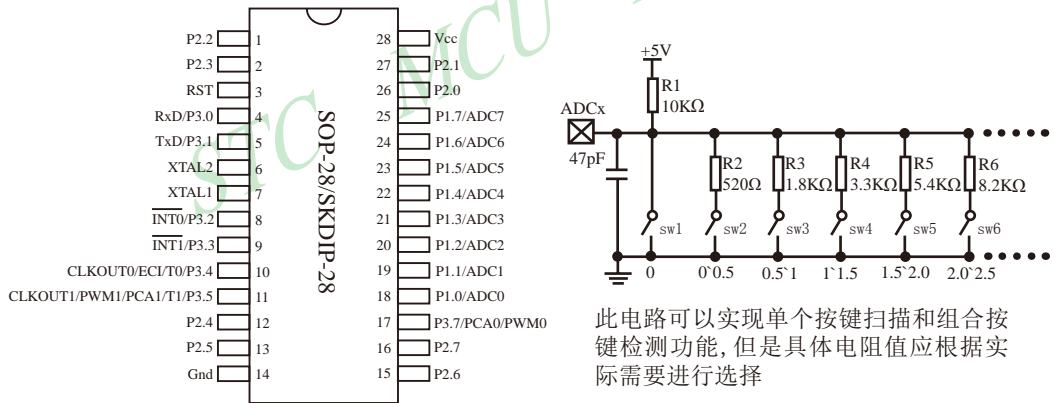 STC MCU
P2.2 1
P2.3 2
RST 3
RxD/P3.0 4
TxD/P3.1 5
XTAL2 6
XTAL1 7
INT0/P3.2 8
INT1/P3.3 9
CLKOUT0/ECI/T0/P3.4 10
CLKOUT1/PWM1/PCA1/T1/P3.5 11
P2.4 12
P2.5 13
Gnd 14
SOP-28/SKDIP-28
28 Vcc
27 P2.1
26 P2.0
25 P1.7/ADC7
24 P1.6/ADC6
23 P1.5/ADC5
22 P1.4/ADC4
21 P1.3/ADC3
20 P1.2/ADC2
19 P1.1/ADC1
18 P1.0/ADC0
17 P3.7/PCA0/PWM0
16 P2.7
15 P2.6
+5V
R1
10KΩ
ADCx
47pF
R2
520Ω
R3
1.8KΩ
R4
3.3KΩ
R5
5.4KΩ
R6
8.2KΩ
sw1 sw2 sw3 sw4 sw5 sw6
0 0`0.5 0.5`1 1`1.5 1.5`2.0 2.0`2.5
此电路可以实现单个按键扫描和组合按
键检测功能,但是具体电阻值应根据实
际需要进行选择